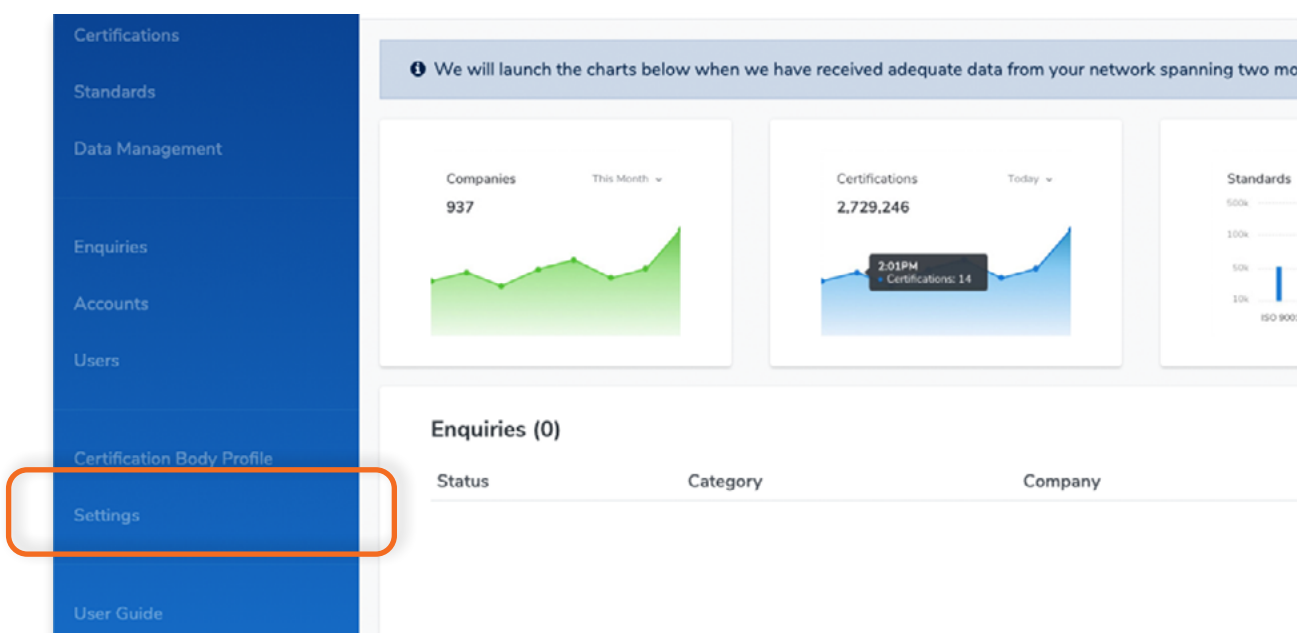 Certifications
Standards
Data Management
Enquiries
Accounts
Users
Certification Body Profile
Settings
User Guide
We will launch the charts below when we have received adequate data from your network spanning two mo
Companies
This Month
937
Certifications
Today
2,729,246
2:01PM
Certifications: 14
Standards
500k
100k
50k
10k
ISO 900
Enquiries (0)
Status Category Company